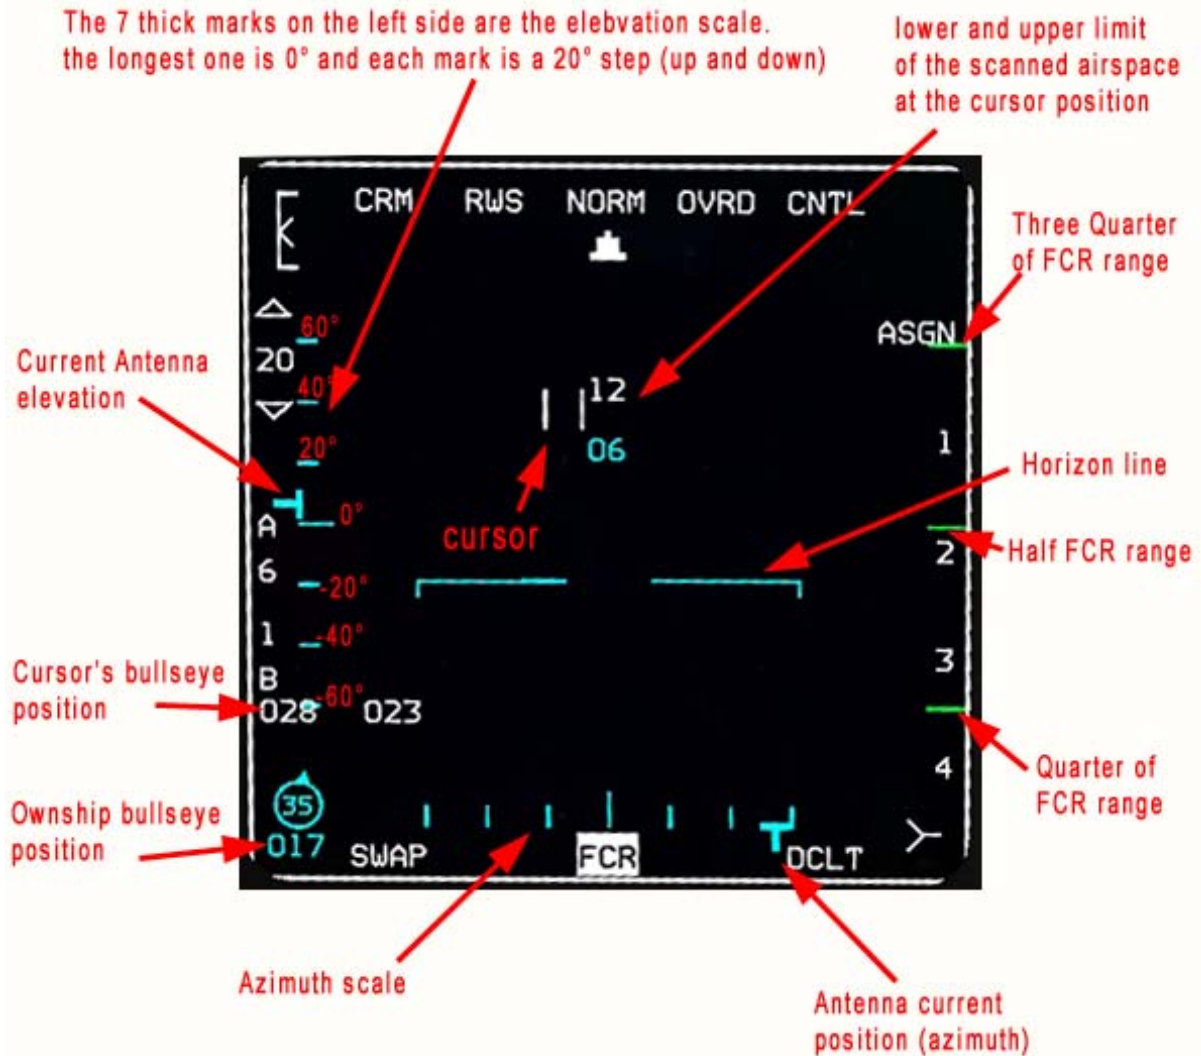 The 7 thick marks on the left side are the elebvation scale.
the longest one is 0° and each mark is a 20° step (up and down)
lower and upper limit
of the scanned airspace
at the cursor position
CRM RWS NORM OVRD CNTL
Three Quarter
of FCR range
ASGN
60°
20
40°
20°
0°
-20°
-40°
-60°
Current Antenna
elevation
12
06
cursor
1
Horizon line
2
Half FCR range
3
4
A
6
1
B
Cursor's bullseye
position
028 023
Quarter of
FCR range
Ownship bullseye
position
35
017
SWAP FCR DCLT
Azimuth scale
Antenna current
position (azimuth)